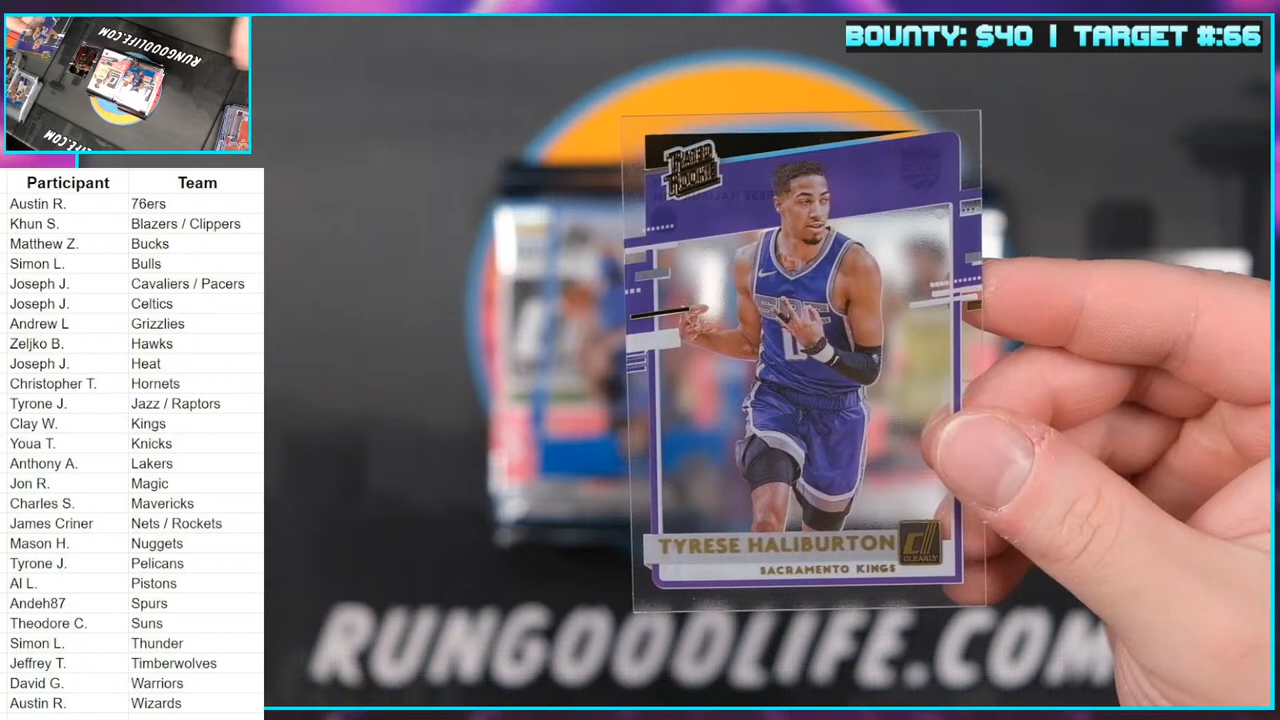 BOUNTY: $40 | TARGET #:66
RUNGOODLIFE.COM
RUNGOODLIFE.COM
Participant Team
Austin R. 76ers
Khun S. Blazers / Clippers
Matthew Z. Bucks
Simon L. Bulls
Joseph J. Cavaliers / Pacers
Joseph J. Celtics
Andrew L Grizzlies
Zeljko B. Hawks
Joseph J. Heat
Christopher T. Hornets
Tyrone J. Jazz / Raptors
Clay W. Kings
Youa T. Knicks
Anthony A. Lakers
Jon R. Magic
Charles S. Mavericks
James Criner Nets / Rockets
Mason H. Nuggets
Tyrone J. Pelicans
Al L. Pistons
Andeh87 Spurs
Theodore C. Suns
Simon L. Thunder
Jeffrey T. Timberwolves
David G. Warriors
Austin R. Wizards
RATED
ROOKIE
TYRESE HALIBURTON
CLEARLY
SACRAMENTO KINGS
RUNGOODLIFE.COM